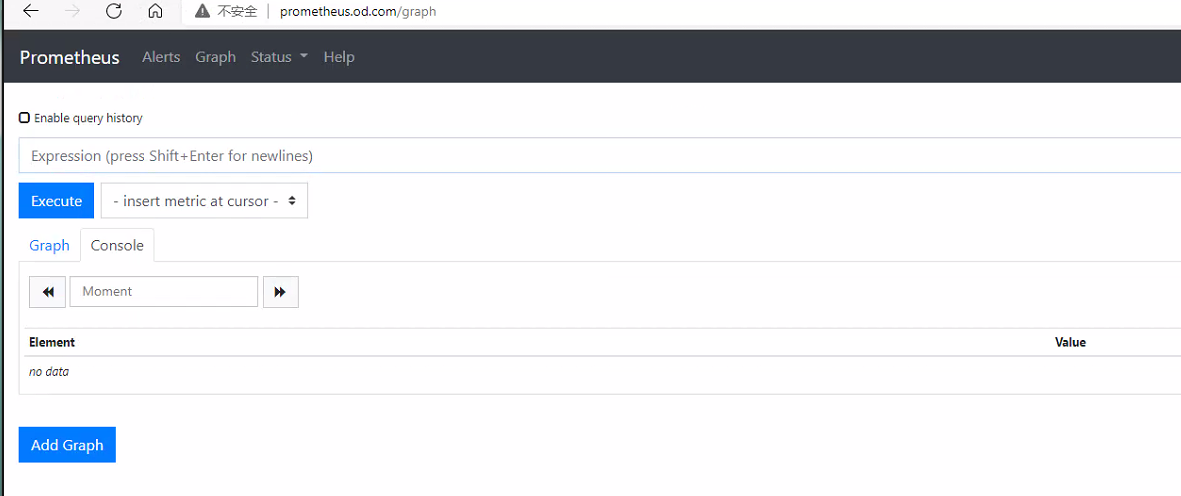 不安全 prometheus.od.com/graph
Prometheus Alerts Graph Status Help
Enable query history
Expression (press Shift+Enter for newlines)
Execute - insert metric at cursor -
Graph Console
Moment
Element Value
no data
Add Graph